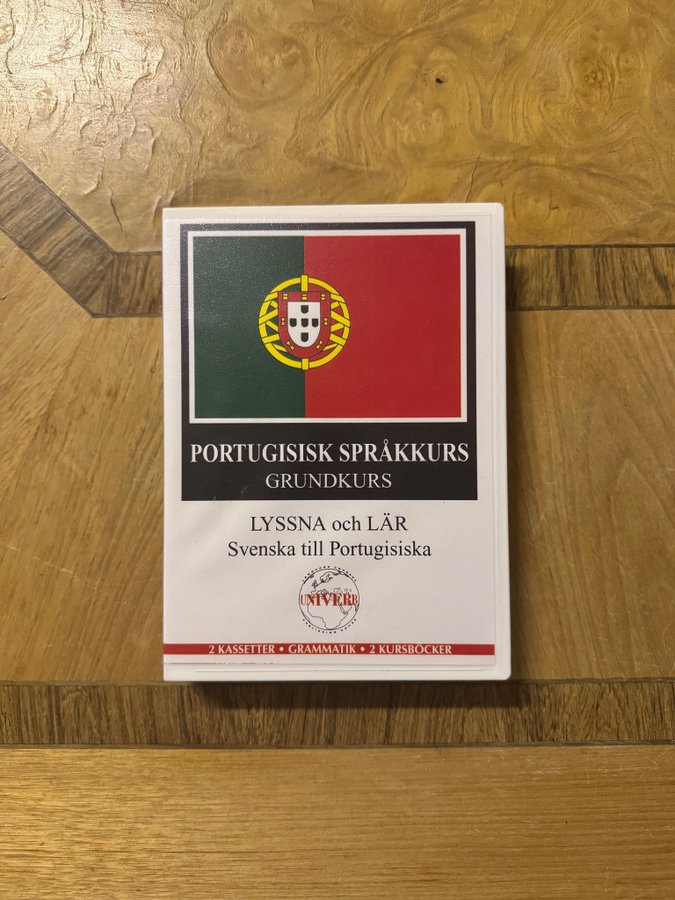 PORTUGISISK SPRÅKKURS
GRUNDKURS
LYSSNA och LÄR
Svenska till Portugisiska
UNIVERB
2 KASSETTER • GRAMMATIK • 2 KURSBÖCKER